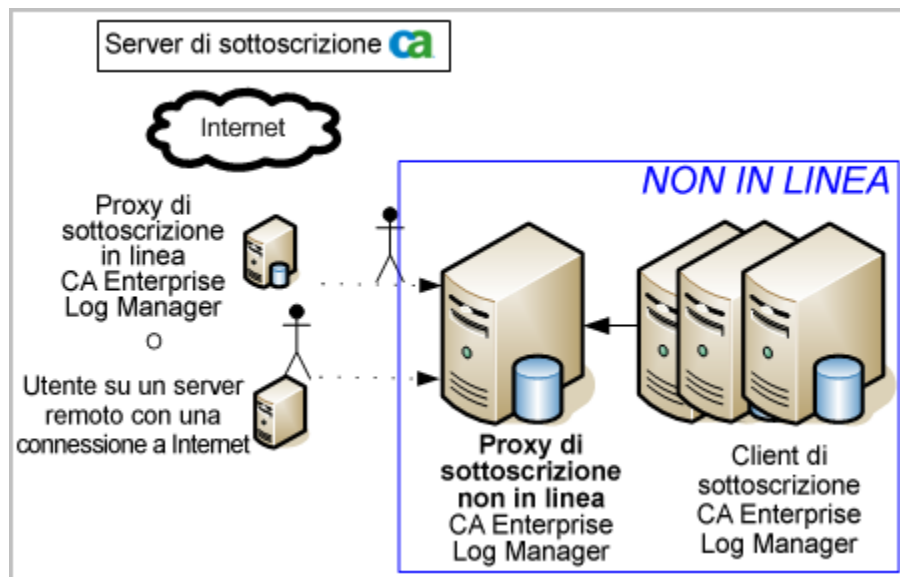 Server di sottoscrizione ca
Internet
NON IN LINEA
Proxy di
sottoscrizione
in linea
CA Enterprise
Log Manager
O
Utente su un server
remoto con una
connessione a Internet
Proxy di
sottoscrizione
non in linea
CA Enterprise
Log Manager
Client di
sottoscrizione
CA Enterprise
Log Manager